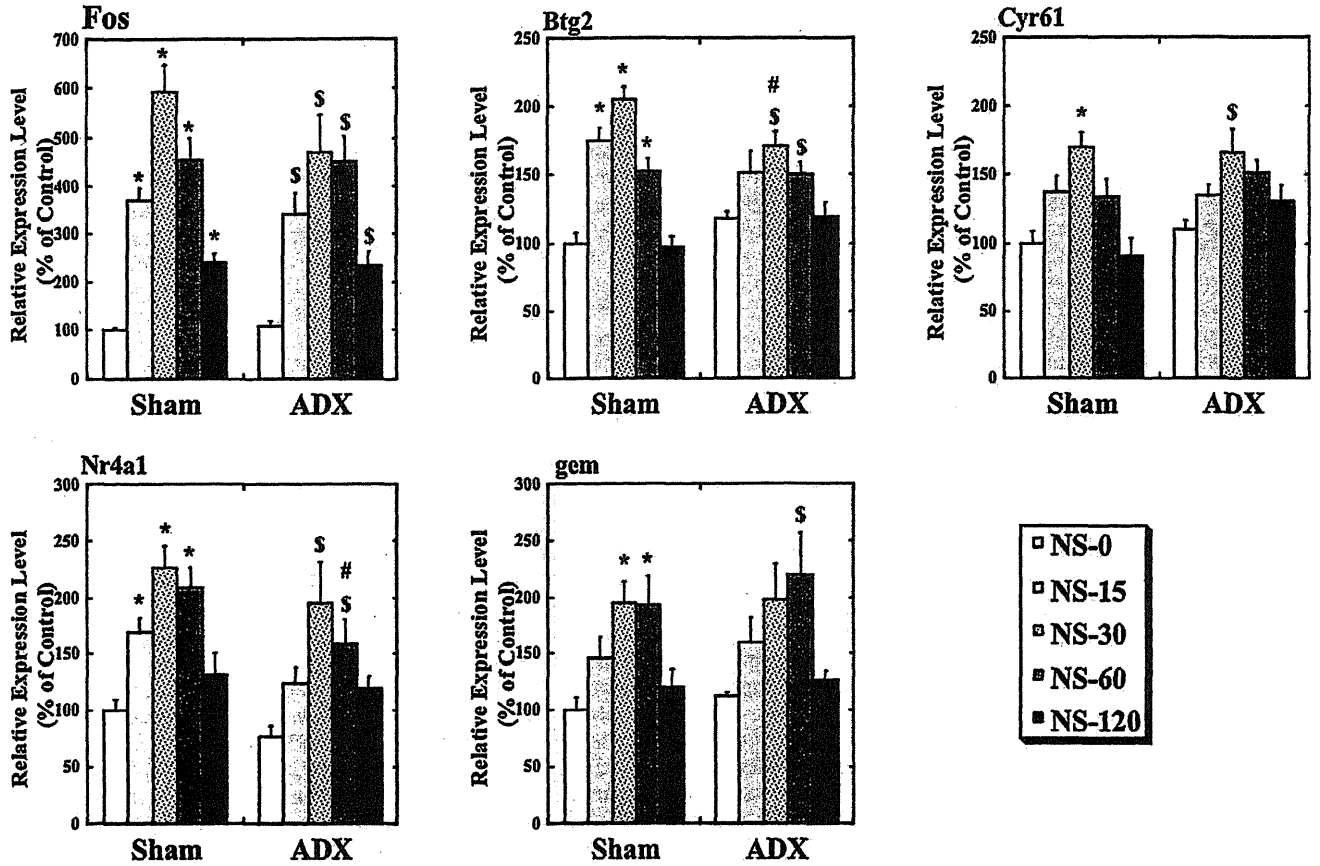 Fos
Relative Expression Level
(% of Control)
700
600
500
400
300
200
100
0
* * * *
$ $ $ $
Sham ADX
Btg2
Relative Expression Level
(% of Control)
250
200
150
100
50
0
* * *
#
$ $
Sham ADX
Cyr61
Relative Expression Level
(% of Control)
250
200
150
100
50
0
* $
Sham ADX
Nr4a1
Relative Expression Level
(% of Control)
300
250
200
150
100
50
0
* * *
$ #
$
Sham ADX
gem
Relative Expression Level
(% of Control)
300
250
200
150
100
50
0
* * $
Sham ADX
NS-0
NS-15
NS-30
NS-60
NS-120